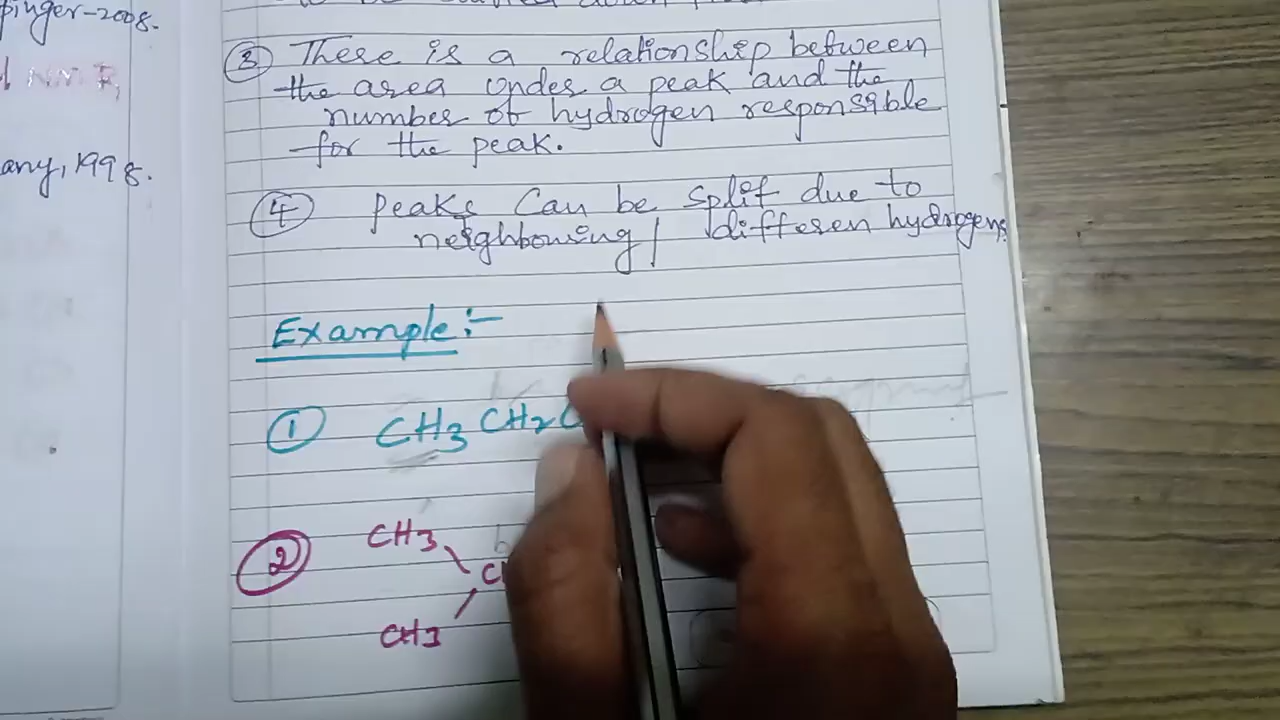 pinger-2008.
N.M.R,
any, 1998.
③ There is a relationship between
the area under a peak and the
number of hydrogen responsible
for the peak.
④ peaks can be split due to
neighbouring/ differen hydrogens
Example:-
① CH3 CH2
② CH3
CH3